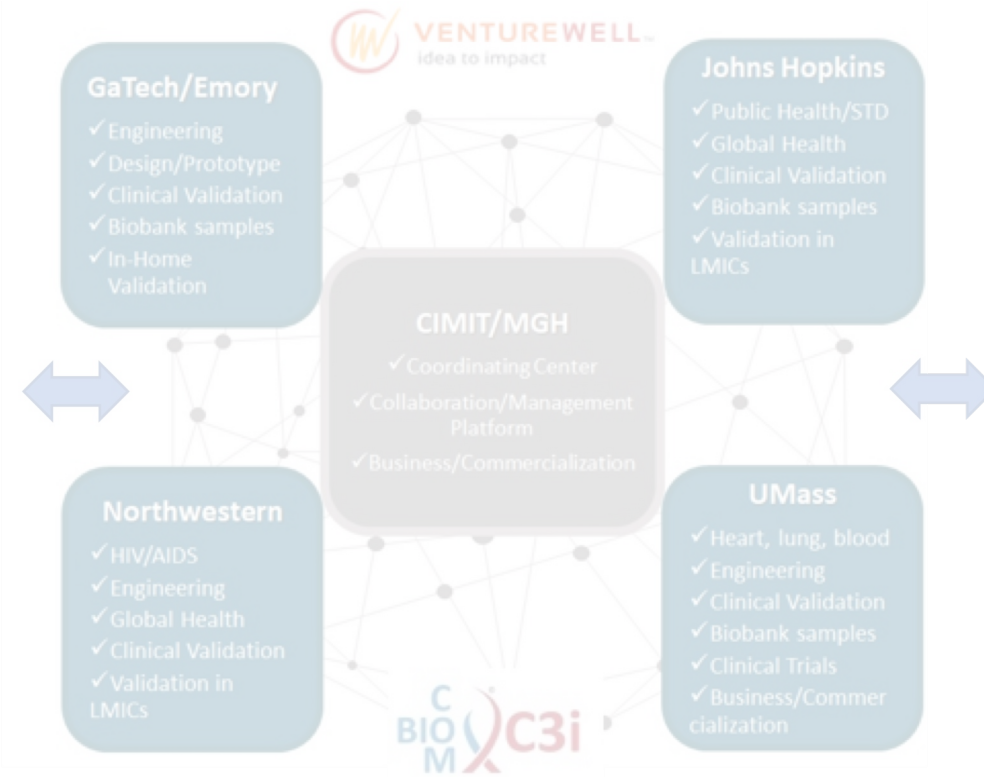 VENTUREWELL
idea to impact
GaTech/Emory
✓Engineering
✓Design/Prototype
✓Clinical Validation
✓Biobank samples
✓In-Home
Validation
Johns Hopkins
✓Public Health/STD
✓Global Health
✓Clinical Validation
✓Biobank samples
✓Validation in
LMICs
CIMIT/MGH
✓Coordinating Center
✓Collaboration/Management
Platform
✓Business/Commercialization
Northwestern
✓HIV/AIDS
✓Engineering
✓Global Health
✓Clinical Validation
✓Validation in
LMICs
UMass
✓Heart, lung, blood
✓Engineering
✓Clinical Validation
✓Biobank samples
✓Clinical Trials
✓Business/Commer
cialization
C
BIO
M
C3i